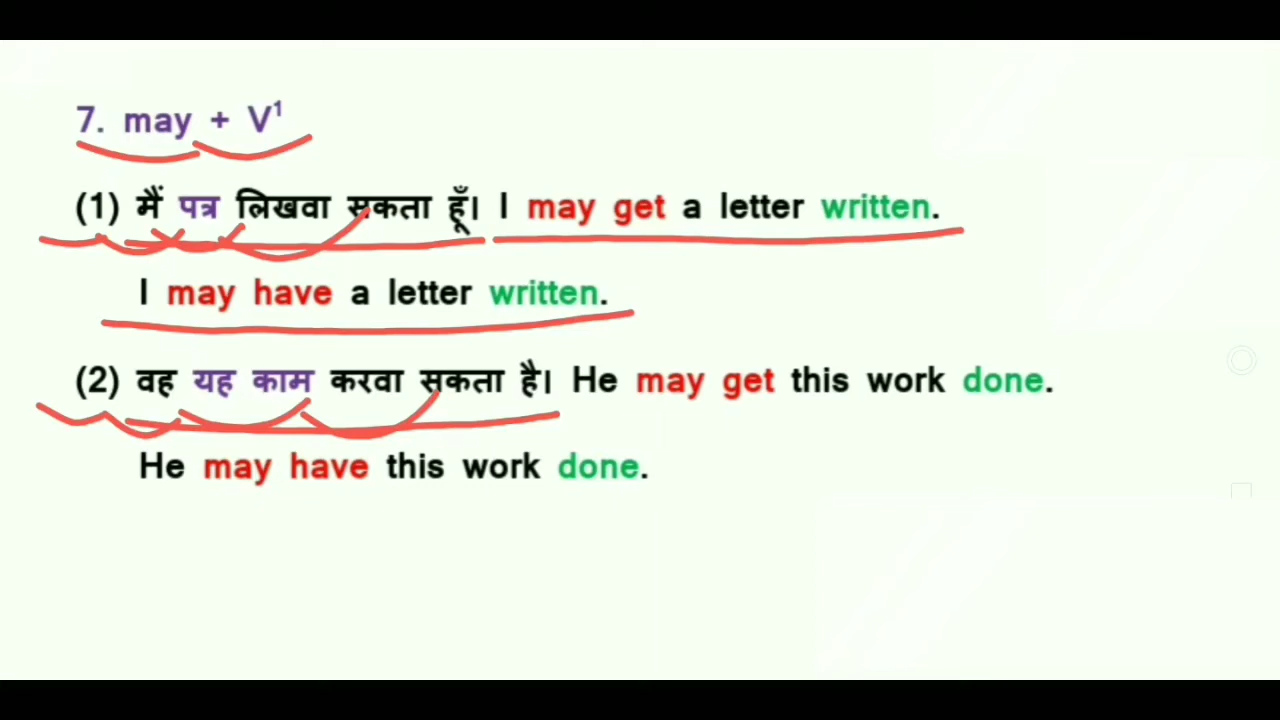 7. may + V¹
(1) मैं पत्र लिखवा सकता हूँ। I may get a letter written.
I may have a letter written.
(2) वह यह काम करवा सकता है। He may get this work done.
He may have this work done.